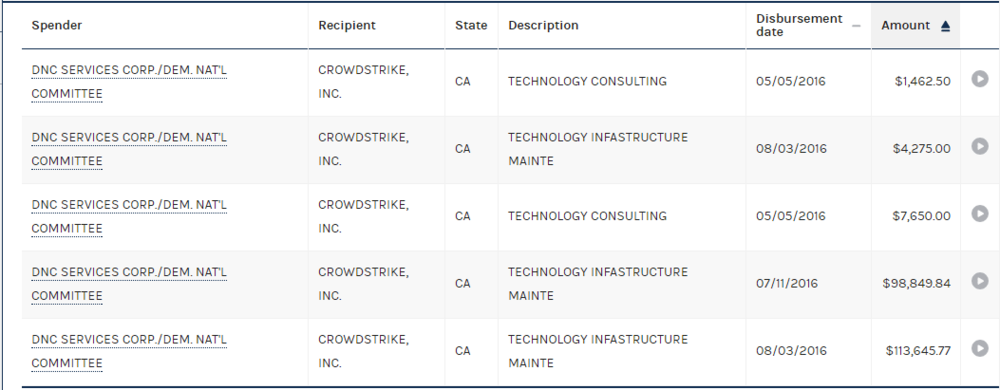 Spender Recipient State Description Disbursement date Amount
DNC SERVICES CORP./DEM. NAT'L COMMITTEE CROWDSTRIKE, INC. CA TECHNOLOGY CONSULTING 05/05/2016 $1,462.50
DNC SERVICES CORP./DEM. NAT'L COMMITTEE CROWDSTRIKE, INC. CA TECHNOLOGY INFASTRUCTURE MAINTE 08/03/2016 $4,275.00
DNC SERVICES CORP./DEM. NAT'L COMMITTEE CROWDSTRIKE, INC. CA TECHNOLOGY CONSULTING 05/05/2016 $7,650.00
DNC SERVICES CORP./DEM. NAT'L COMMITTEE CROWDSTRIKE, INC. CA TECHNOLOGY INFASTRUCTURE MAINTE 07/11/2016 $98,849.84
DNC SERVICES CORP./DEM. NAT'L COMMITTEE CROWDSTRIKE, INC. CA TECHNOLOGY INFASTRUCTURE MAINTE 08/03/2016 $113,645.77